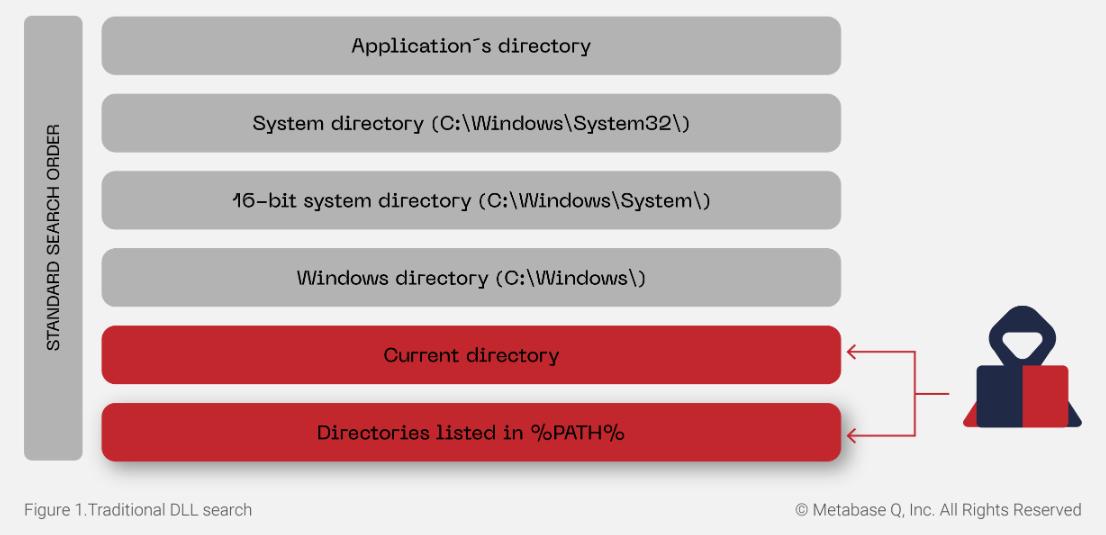 STANDARD SEARCH ORDER
Application´s directory
System directory (C:\Windows\System32\)
16-bit system directory (C:\Windows\System\)
Windows directory (C:\Windows\)
Current directory
Directories listed in %PATH%
Figure 1.Traditional DLL search
© Metabase Q, Inc. All Rights Reserved